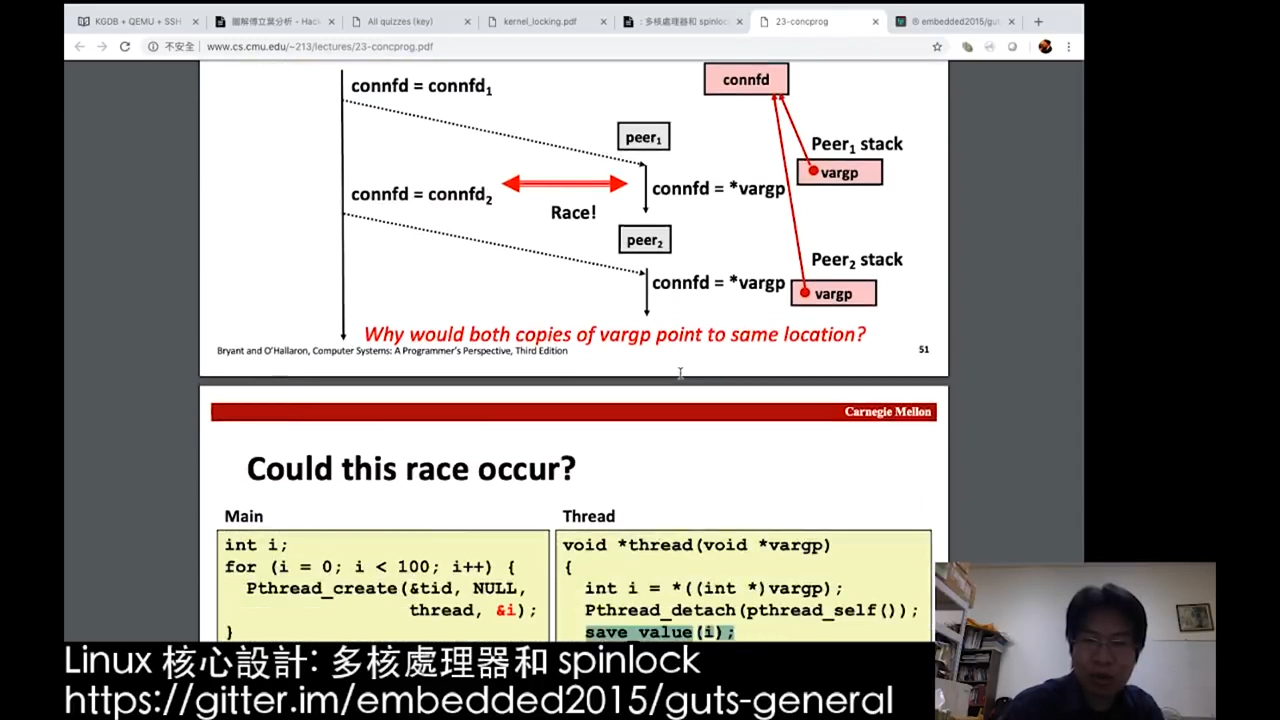 KGDB + QEMU + SSH
圖解傅立葉分析 - Hac
All quizzes (key)
kernel_locking.pdf
: 多核處理器和 spinloc
23-concprog
embedded2015/gut
不安全
www.cs.cmu.edu/~213/lectures/23-concprog.pdf
connfd = connfd1
connfd
peer1
Peer1 stack
vargp
connfd = connfd2
connfd = *vargp
Race!
peer2
Peer2 stack
connfd = *vargp
vargp
Why would both copies of vargp point to same location?
Bryant and O'Hallaron, Computer Systems: A Programmer's Perspective, Third Edition
51
Carnegie Mellon
Could this race occur?
Main
int i;
for (i = 0; i < 100; i++) {
Pthread_create(&tid, NULL,
thread, &i);
}
Thread
void *thread(void *vargp)
{
int i = *((int *)vargp);
Pthread_detach(pthread_self());
save_value(i);
Linux 核心設計: 多核處理器和 spinlock
https://gitter.im/embedded2015/guts-general